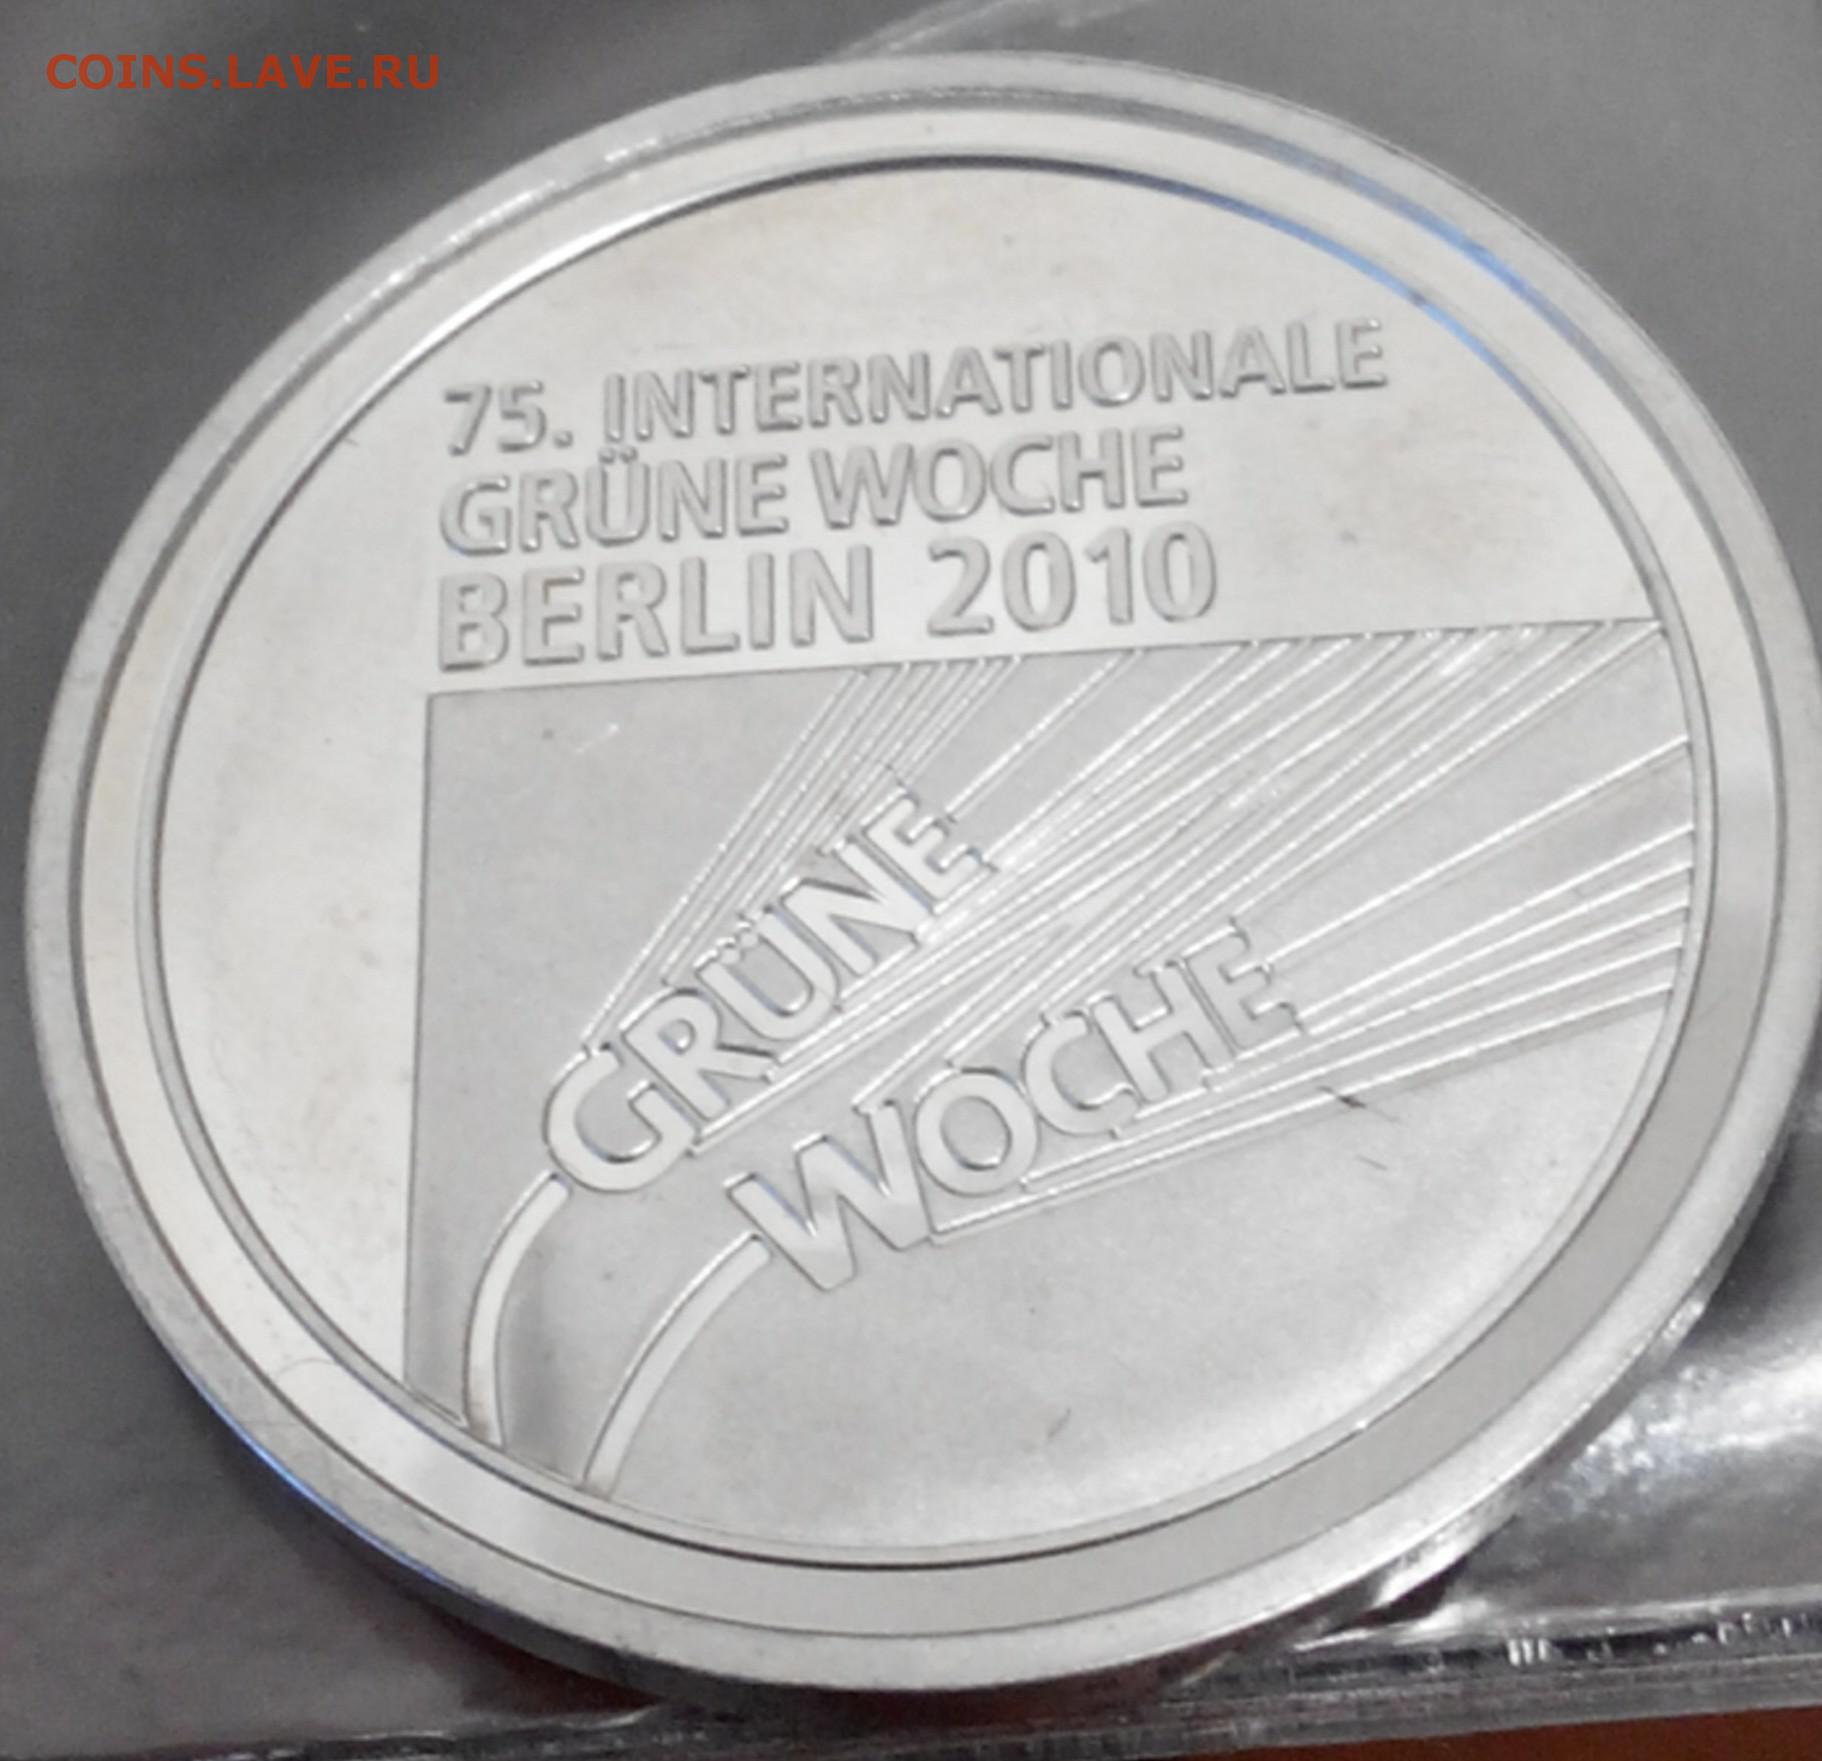 COINS.LAVE.RU
75. INTERNATIONALE
GRÜNE WOCHE
BERLIN 2010
GRÜNE
WOCHE